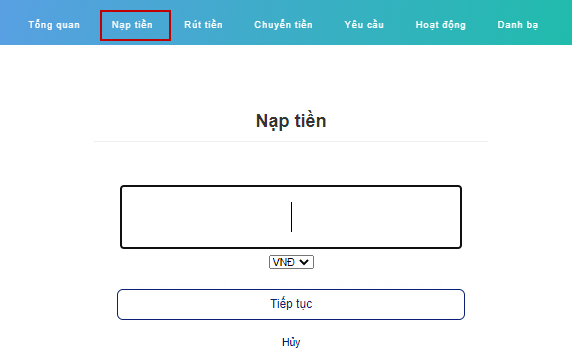 Tổng quan Nạp tiền Rút tiền Chuyển tiền Yêu cầu Hoạt động Danh bạ
Nạp tiền
VNĐ
Tiếp tục
Hủy